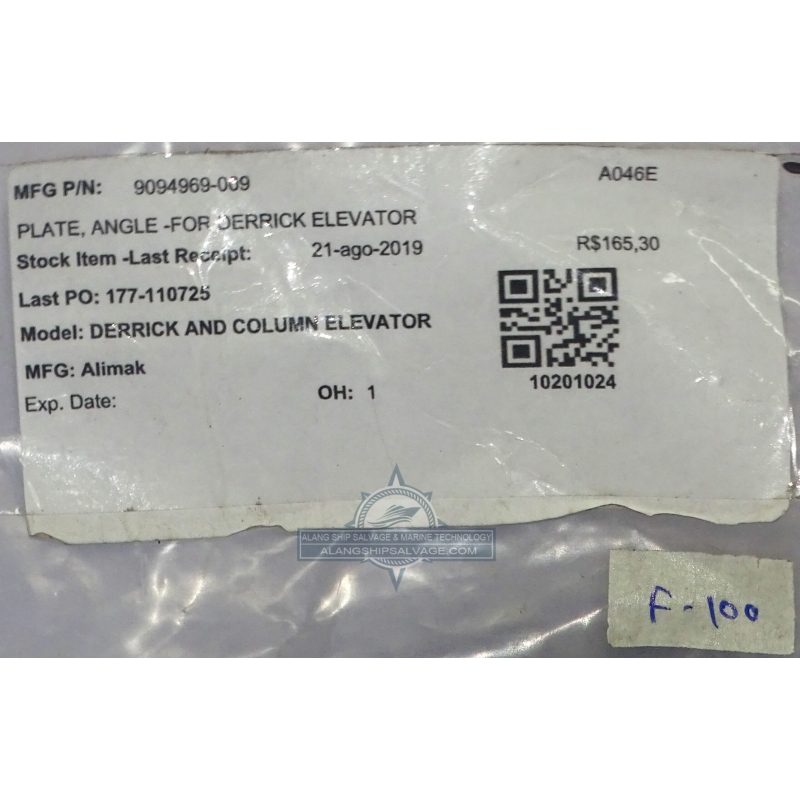 MFG P/N: 9094969-009 A046E
PLATE, ANGLE -FOR DERRICK ELEVATOR
Stock Item -Last Receipt: 21-ago-2019 R$165,30
Last PO: 177-110725
Model: DERRICK AND COLUMN ELEVATOR
MFG: Alimak 10201024
Exp. Date: OH: 1
ALANG SHIP SALVAGE & MARINE TECHNOLOGY
ALANGSHIPSALVAGE.COM
F-100